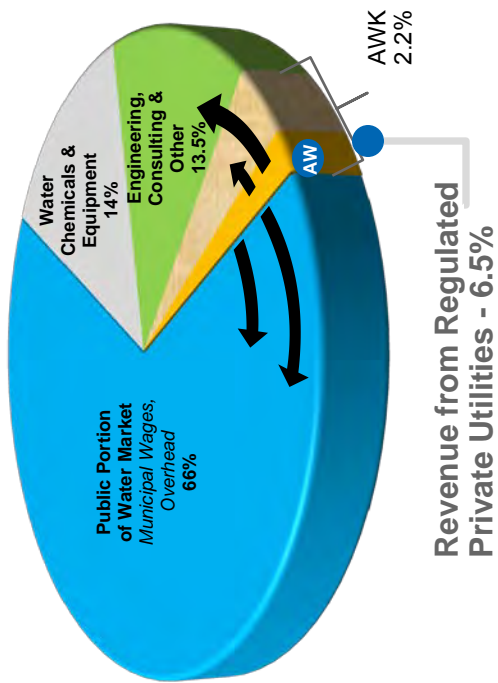 Public Portion
of Water Market
Municipal Wages,
Overhead
66%
Water
Chemicals &
Equipment
14%
Engineering,
Consulting &
Other
13.5%
AW
AWK
2.2%
Revenue from Regulated
Private Utilities - 6.5%